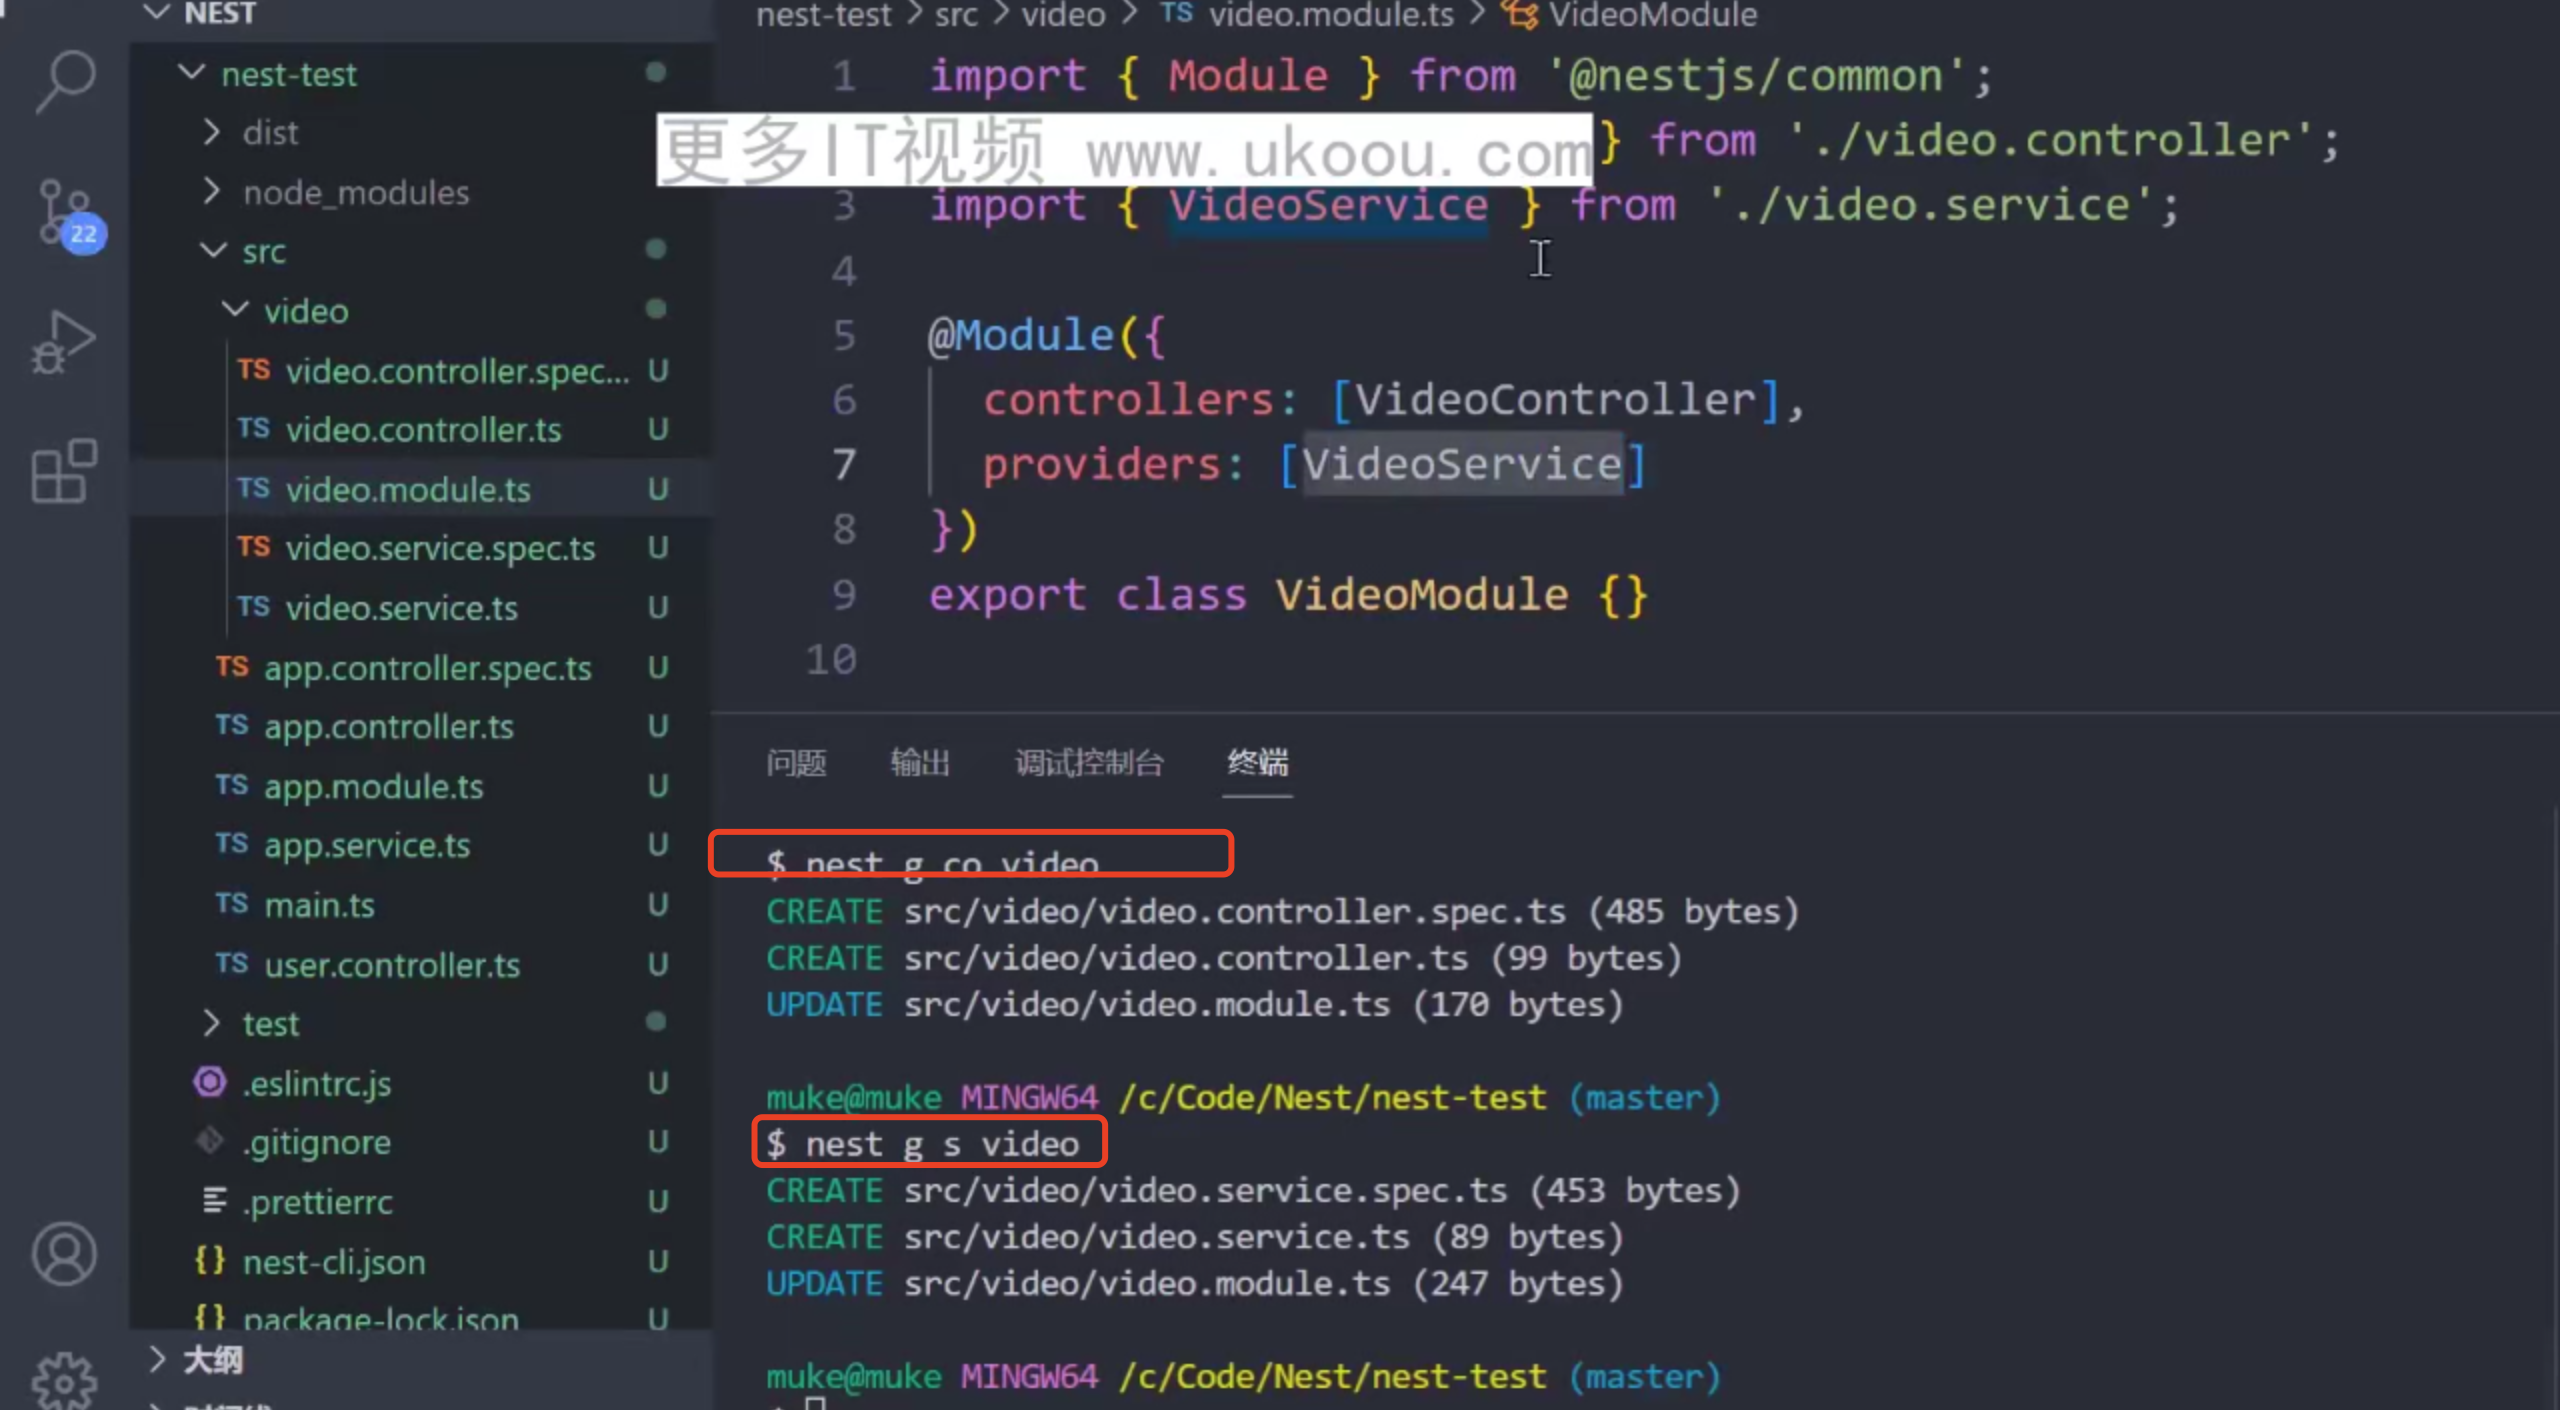 NEST
nest-test
dist
node_modules
22
src
video
TS video.controller.spec... U
TS video.controller.ts U
TS video.module.ts U
TS video.service.spec.ts U
TS video.service.ts U
TS app.controller.spec.ts U
TS app.controller.ts U
TS app.module.ts U
TS app.service.ts U
TS main.ts U
TS user.controller.ts U
test
.eslintrc.js U
.gitignore U
.prettierrc U
{} nest-cli.json U
{} package-lock.json U
大纲
nest-test > src > video > TS video.module.ts > VideoModule
1 import { Module } from '@nestjs/common';
更多IT视频 www.ukoou.com
} from './video.controller';
3 import { VideoService } from './video.service';
4
5 @Module({
6 controllers: [VideoController],
7 providers: [VideoService]
8 })
9 export class VideoModule {}
10
问题 输出 调试控制台 终端
$ nest g co video
CREATE src/video/video.controller.spec.ts (485 bytes)
CREATE src/video/video.controller.ts (99 bytes)
UPDATE src/video/video.module.ts (170 bytes)
muke@muke MINGW64 /c/Code/Nest/nest-test (master)
$ nest g s video
CREATE src/video/video.service.spec.ts (453 bytes)
CREATE src/video/video.service.ts (89 bytes)
UPDATE src/video/video.module.ts (247 bytes)
muke@muke MINGW64 /c/Code/Nest/nest-test (master)